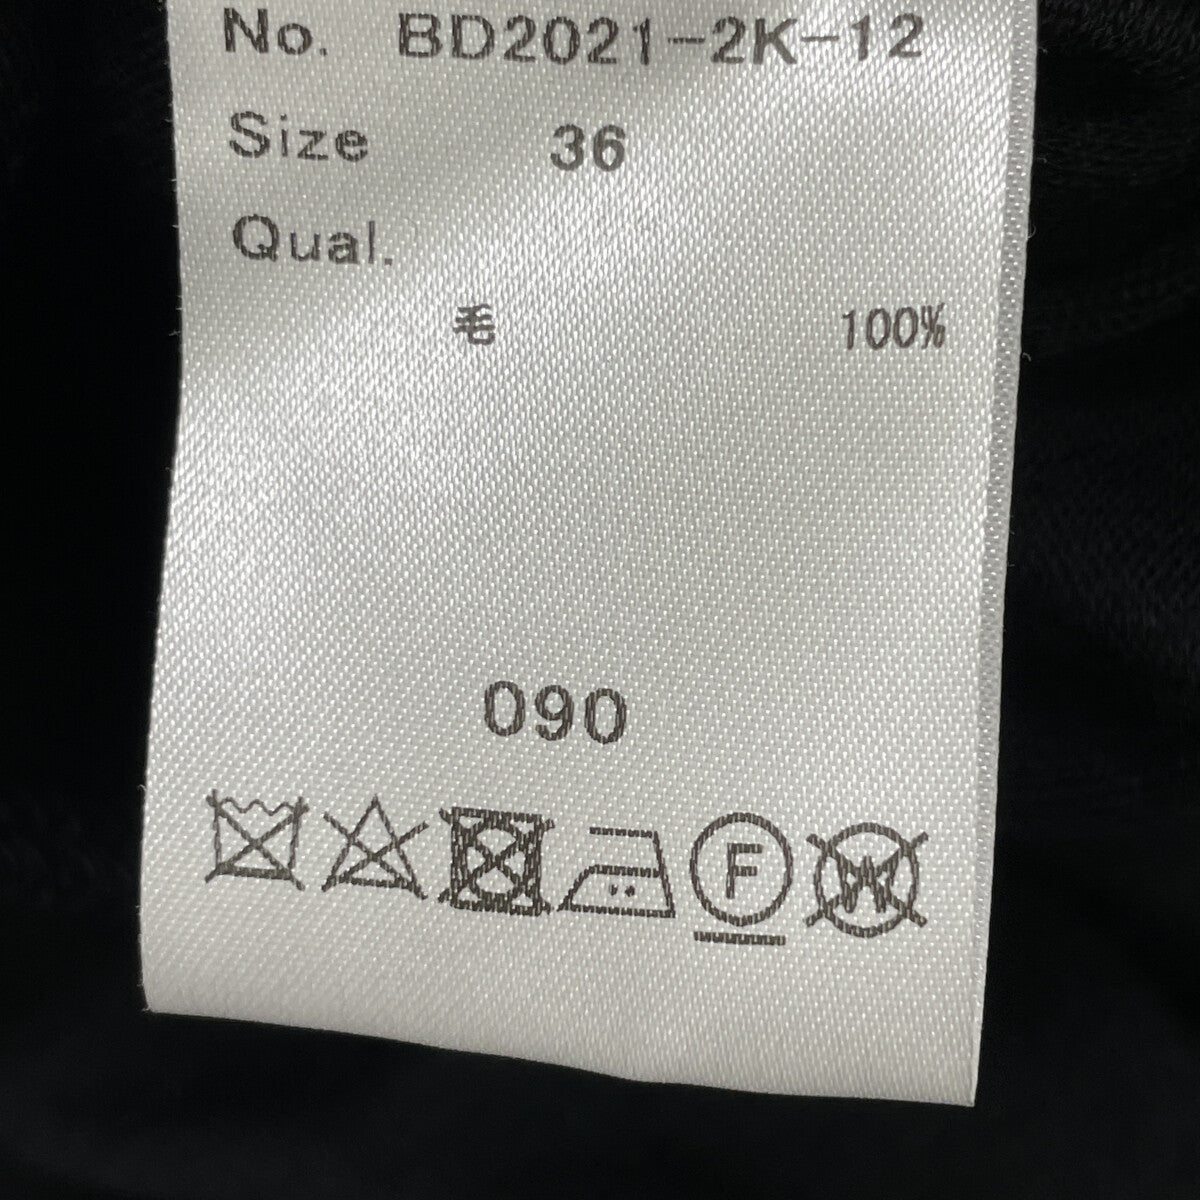 No. BD2021-2K-12
Size 36
Qual.
毛 100%
090
F W